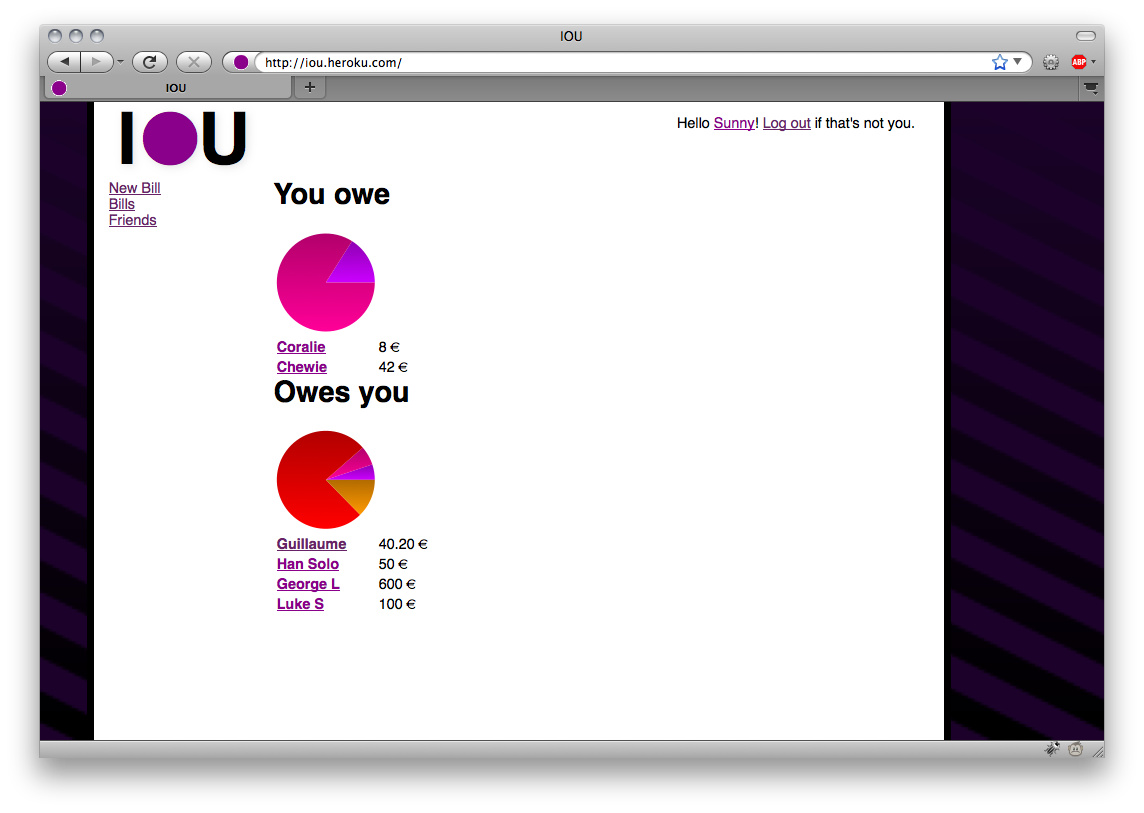 IOU
http://iou.heroku.com/
ABP
IOU
IOU
Hello Sunny! Log out if that's not you.
New Bill
Bills
Friends
You owe
Coralie 8 €
Chewie 42 €
Owes you
Guillaume 40.20 €
Han Solo 50 €
George L 600 €
Luke S 100 €